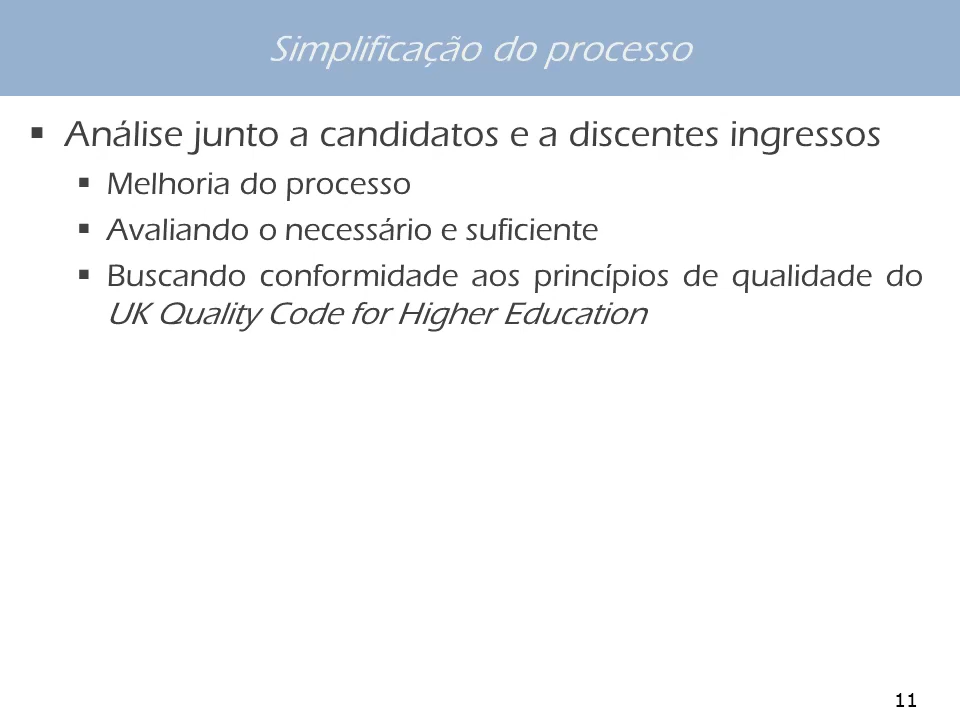 Simplificação do processo
▪ Análise junto a candidatos e a discentes ingressos
▪ Melhoria do processo
▪ Avaliando o necessário e suficiente
▪ Buscando conformidade aos princípios de qualidade do
UK Quality Code for Higher Education
11